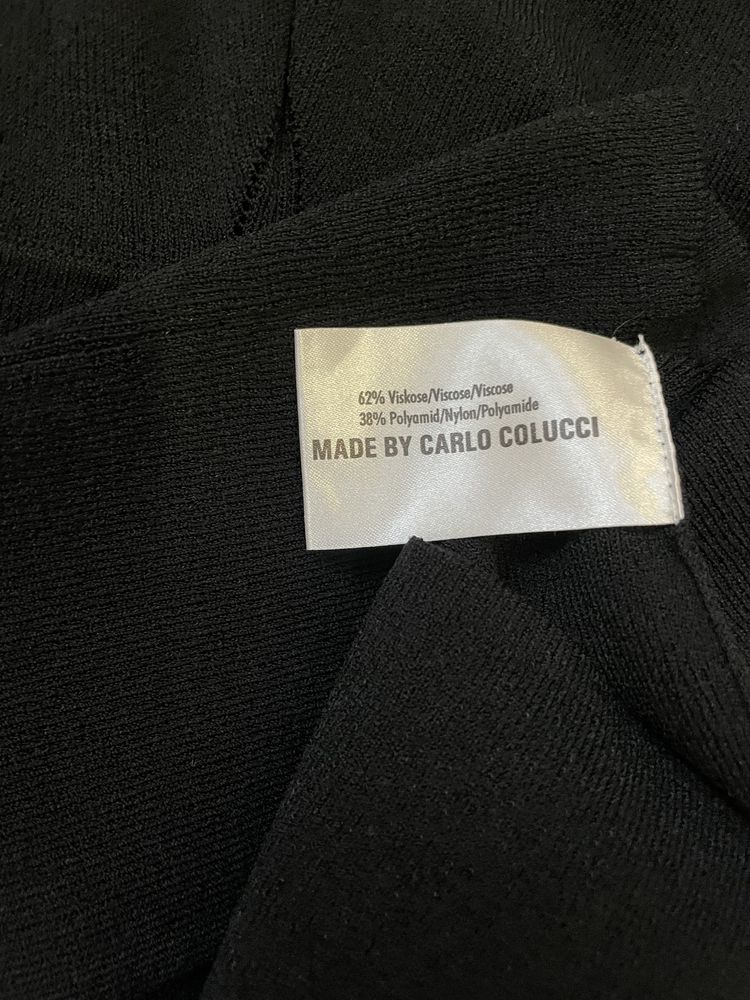 62% Viskose/Viscose/Viscose
38% Polyamid/Nylon/Polyamide
MADE BY CARLO COLUCCI